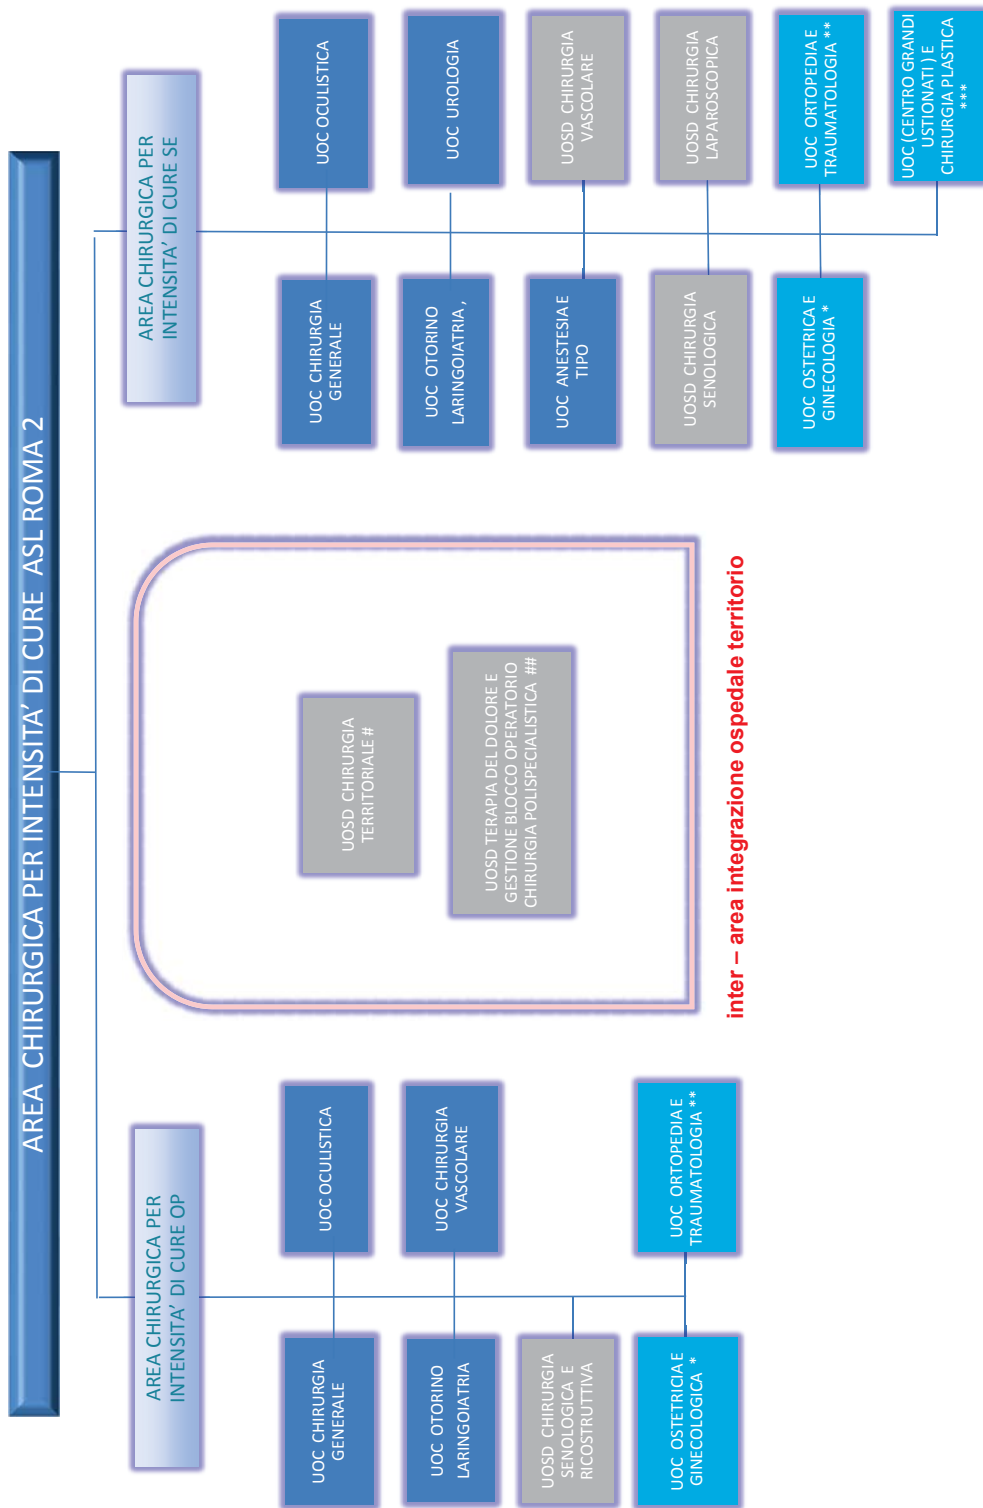 AREA CHIRURGICA PER INTENSITA’ DI CURE ASL ROMA 2
AREA CHIRURGICA PER
INTENSITA’ DI CURE OP
UOC CHIRURGIA
GENERALE
UOC OCULISTICA
UOC OTORINO
LARINGOIATRIA
UOC CHIRURGIA
VASCOLARE
UOSD CHIRURGIA
SENOLOGICA E
RICOSTRUTTIVA
UOC OSTETRICIA E
GINECOLOGICA *
UOC ORTOPEDIA E
TRAUMATOLOGIA **
UOSD CHIRURGIA
TERRITORIALE #
UOSD TERAPIA DEL DOLORE E
GESTIONE BLOCCO OPERATORIO
CHIRURGIA POLISPECIALISTICA ##
inter – area integrazione ospedale territorio
AREA CHIRURGICA PER
INTENSITA’ DI CURE SE
UOC CHIRURGIA
GENERALE
UOC OCULISTICA
UOC OTORINO
LARINGOIATRIA ,
UOC UROLOGIA
UOC ANESTESIA E
TIPO
UOSD CHIRURGIA
VASCOLARE
UOSD CHIRURGIA
SENOLOGICA
UOSD CHIRURGIA
LAPAROSCOPICA
UOC OSTETRICA E
GINECOLOGIA *
UOC ORTOPEDIA E
TRAUMATOLOGIA **
UOC (CENTRO GRANDI
USTIONATI ) E
CHIRURGIA PLASTICA
***